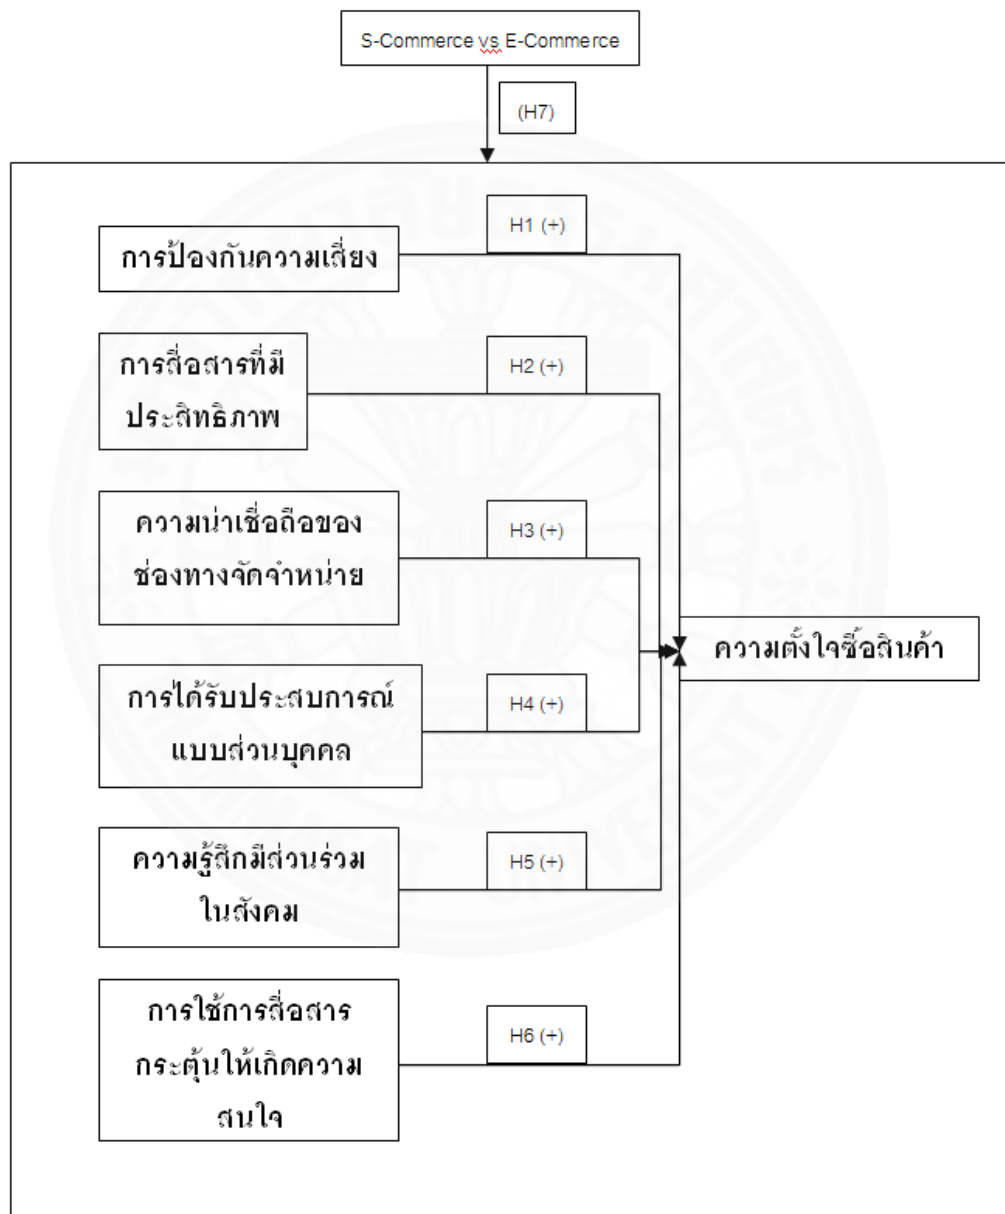 S-Commerce vs E-Commerce
(H7)
H1 (+)
การป้องกันความเสี่ยง
H2 (+)
การสื่อสารที่มี
ประสิทธิภาพ
H3 (+)
ความน่าเชื่อถือของ
ช่องทางจัดจำหน่าย
ความตั้งใจซื้อสินค้า
H4 (+)
การได้รับประสบการณ์
แบบส่วนบุคคล
H5 (+)
ความรู้สึกมีส่วนร่วม
ในสังคม
H6 (+)
การใช้การสื่อสาร
กระตุ้นให้เกิดความ
สนใจ